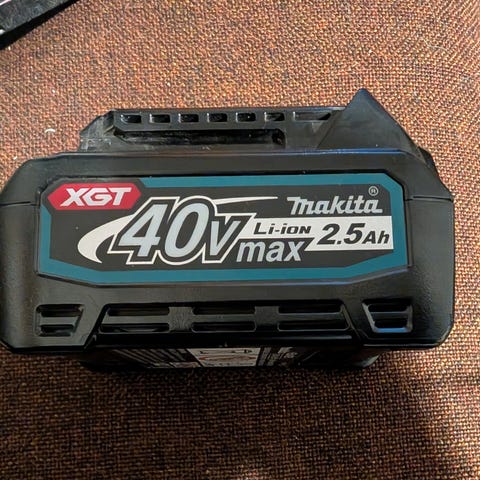 XGT
40V max
Li-ion
makita®
2.5Ah